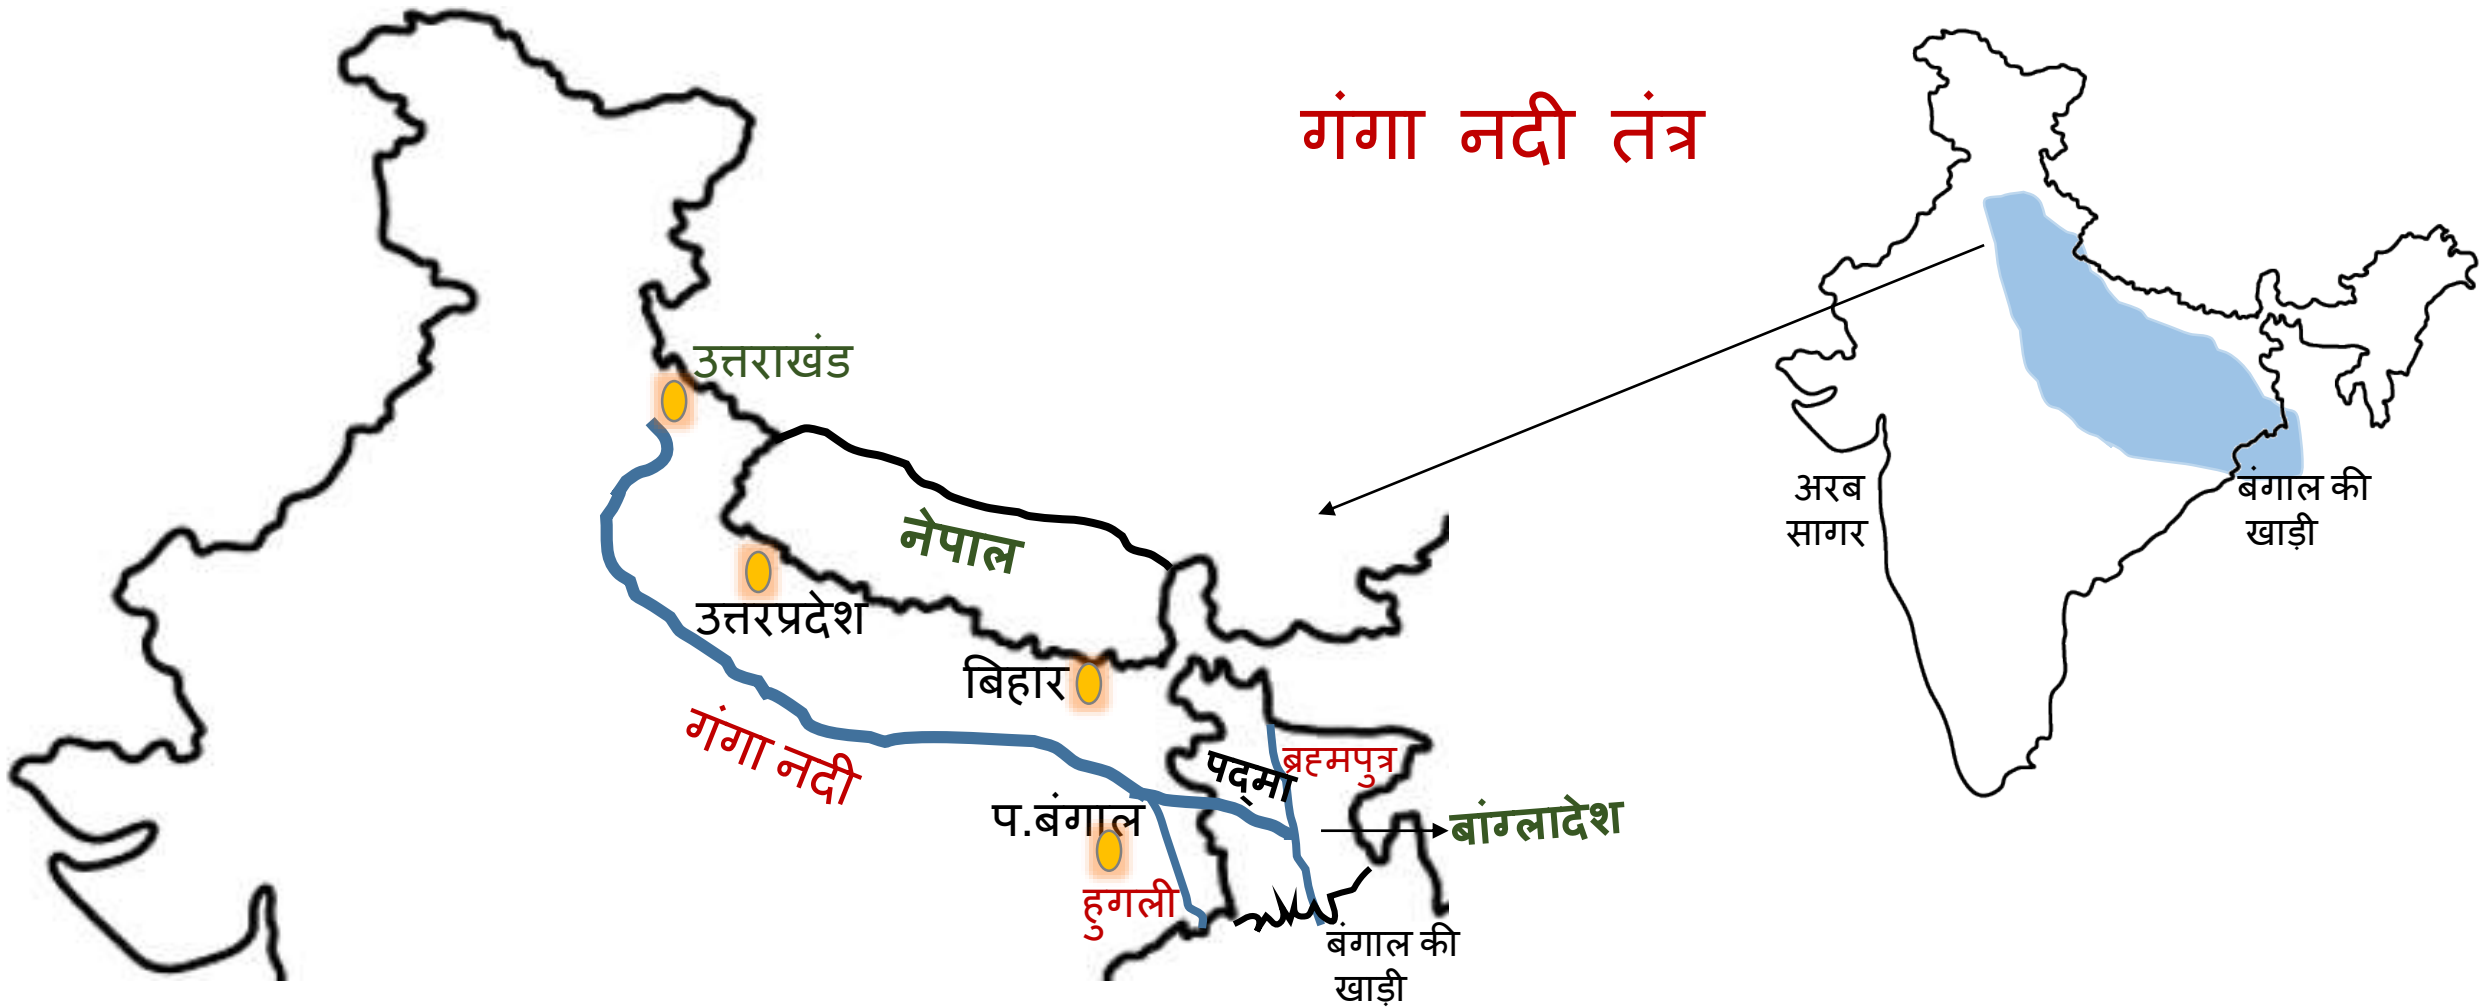 गंगा नदी तंत्र
उत्तराखंड
नेपाल
उत्तरप्रदेश
बिहार
गंगा नदी
पद्मा
ब्रह्मपुत्र
प.बंगाल
बांग्लादेश
हुगली
बंगाल की
खाड़ी
अरब
सागर
बंगाल की
खाड़ी